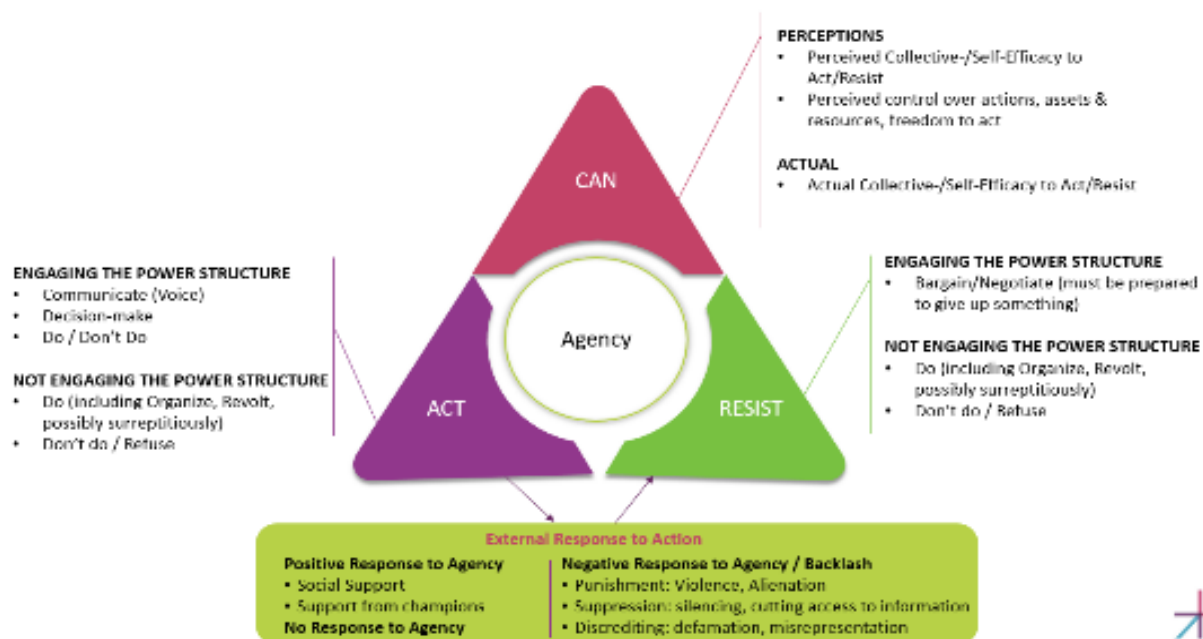 PERCEPTIONS
• Perceived Collective-/Self-Efficacy to
Act/Resist
• Perceived control over actions, assets &
resources, freedom to act
ACTUAL
• Actual Collective-/Self-Efficacy to Act/Resist
CAN
ENGAGING THE POWER STRUCTURE
• Communicate (Voice)
• Decision-make
• Do / Don't Do
NOT ENGAGING THE POWER STRUCTURE
• Do (including Organize, Revolt,
possibly surreptitiously)
• Don't do / Refuse
Agency
ACT
RESIST
ENGAGING THE POWER STRUCTURE
• Bargain/Negotiate (must be prepared
to give up something)
NOT ENGAGING THE POWER STRUCTURE
• Do (including Organize, Revolt,
possibly surreptitiously)
• Don't do / Refuse
External Response to Action
Positive Response to Agency
• Social Support
• Support from champions
No Response to Agency
Negative Response to Agency / Backlash
• Punishment: Violence, Alienation
• Suppression: silencing, cutting access to information
• Discrediting: defamation, misrepresentation